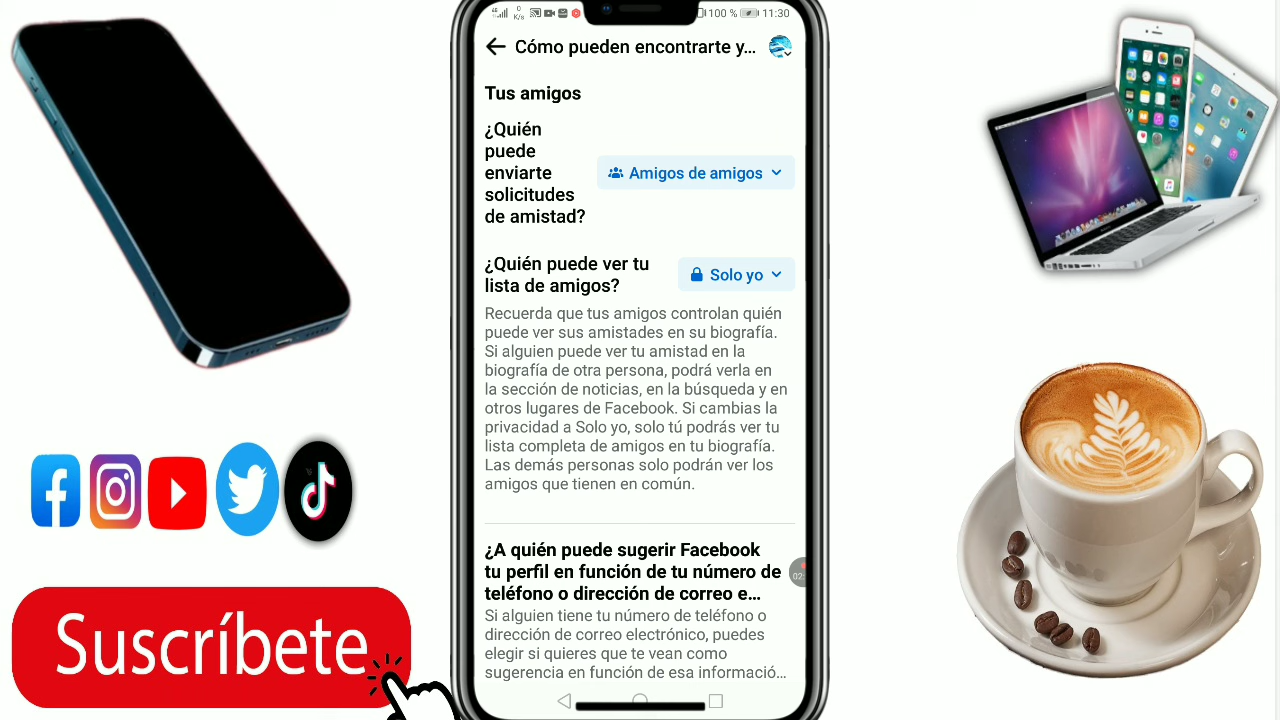 0
K/s
100 %
11:30
Cómo pueden encontrarte y...
Tus amigos
¿Quién
puede
enviarte
solicitudes
de amistad?
Amigos de amigos
¿Quién puede ver tu
lista de amigos?
Solo yo
Recuerda que tus amigos controlan quién
puede ver sus amistades en su biografía.
Si alguien puede ver tu amistad en la
biografía de otra persona, podrá verla en
la sección de noticias, en la búsqueda y en
otros lugares de Facebook. Si cambias la
privacidad a Solo yo, solo tú podrás ver tu
lista completa de amigos en tu biografía.
Las demás personas solo podrán ver los
amigos que tienen en común.
¿A quién puede sugerir Facebook
tu perfil en función de tu número de
teléfono o dirección de correo e...
02:
Si alguien tiene tu número de teléfono o
dirección de correo electrónico, puedes
elegir si quieres que te vean como
sugerencia en función de esa informació...
Suscríbete